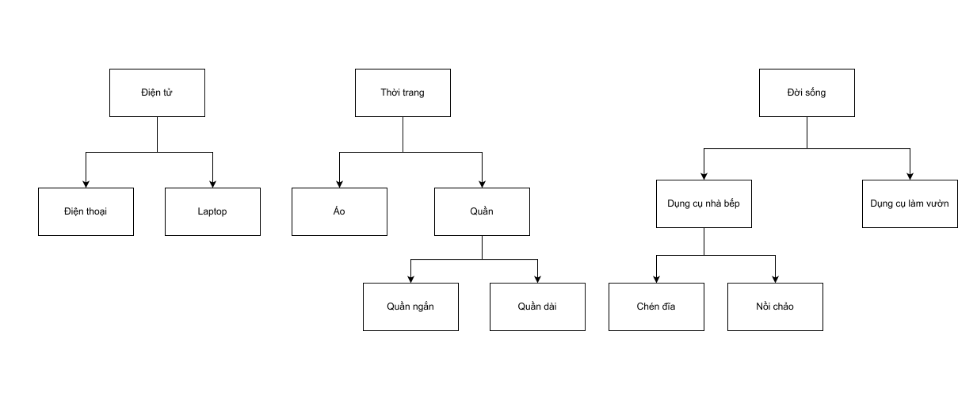 Điện tử
Thời trang
Đời sống
Điện thoại
Laptop
Áo
Quần
Dụng cụ nhà bếp
Dụng cụ làm vườn
Quần ngắn
Quần dài
Chén đĩa
Nồi chảo